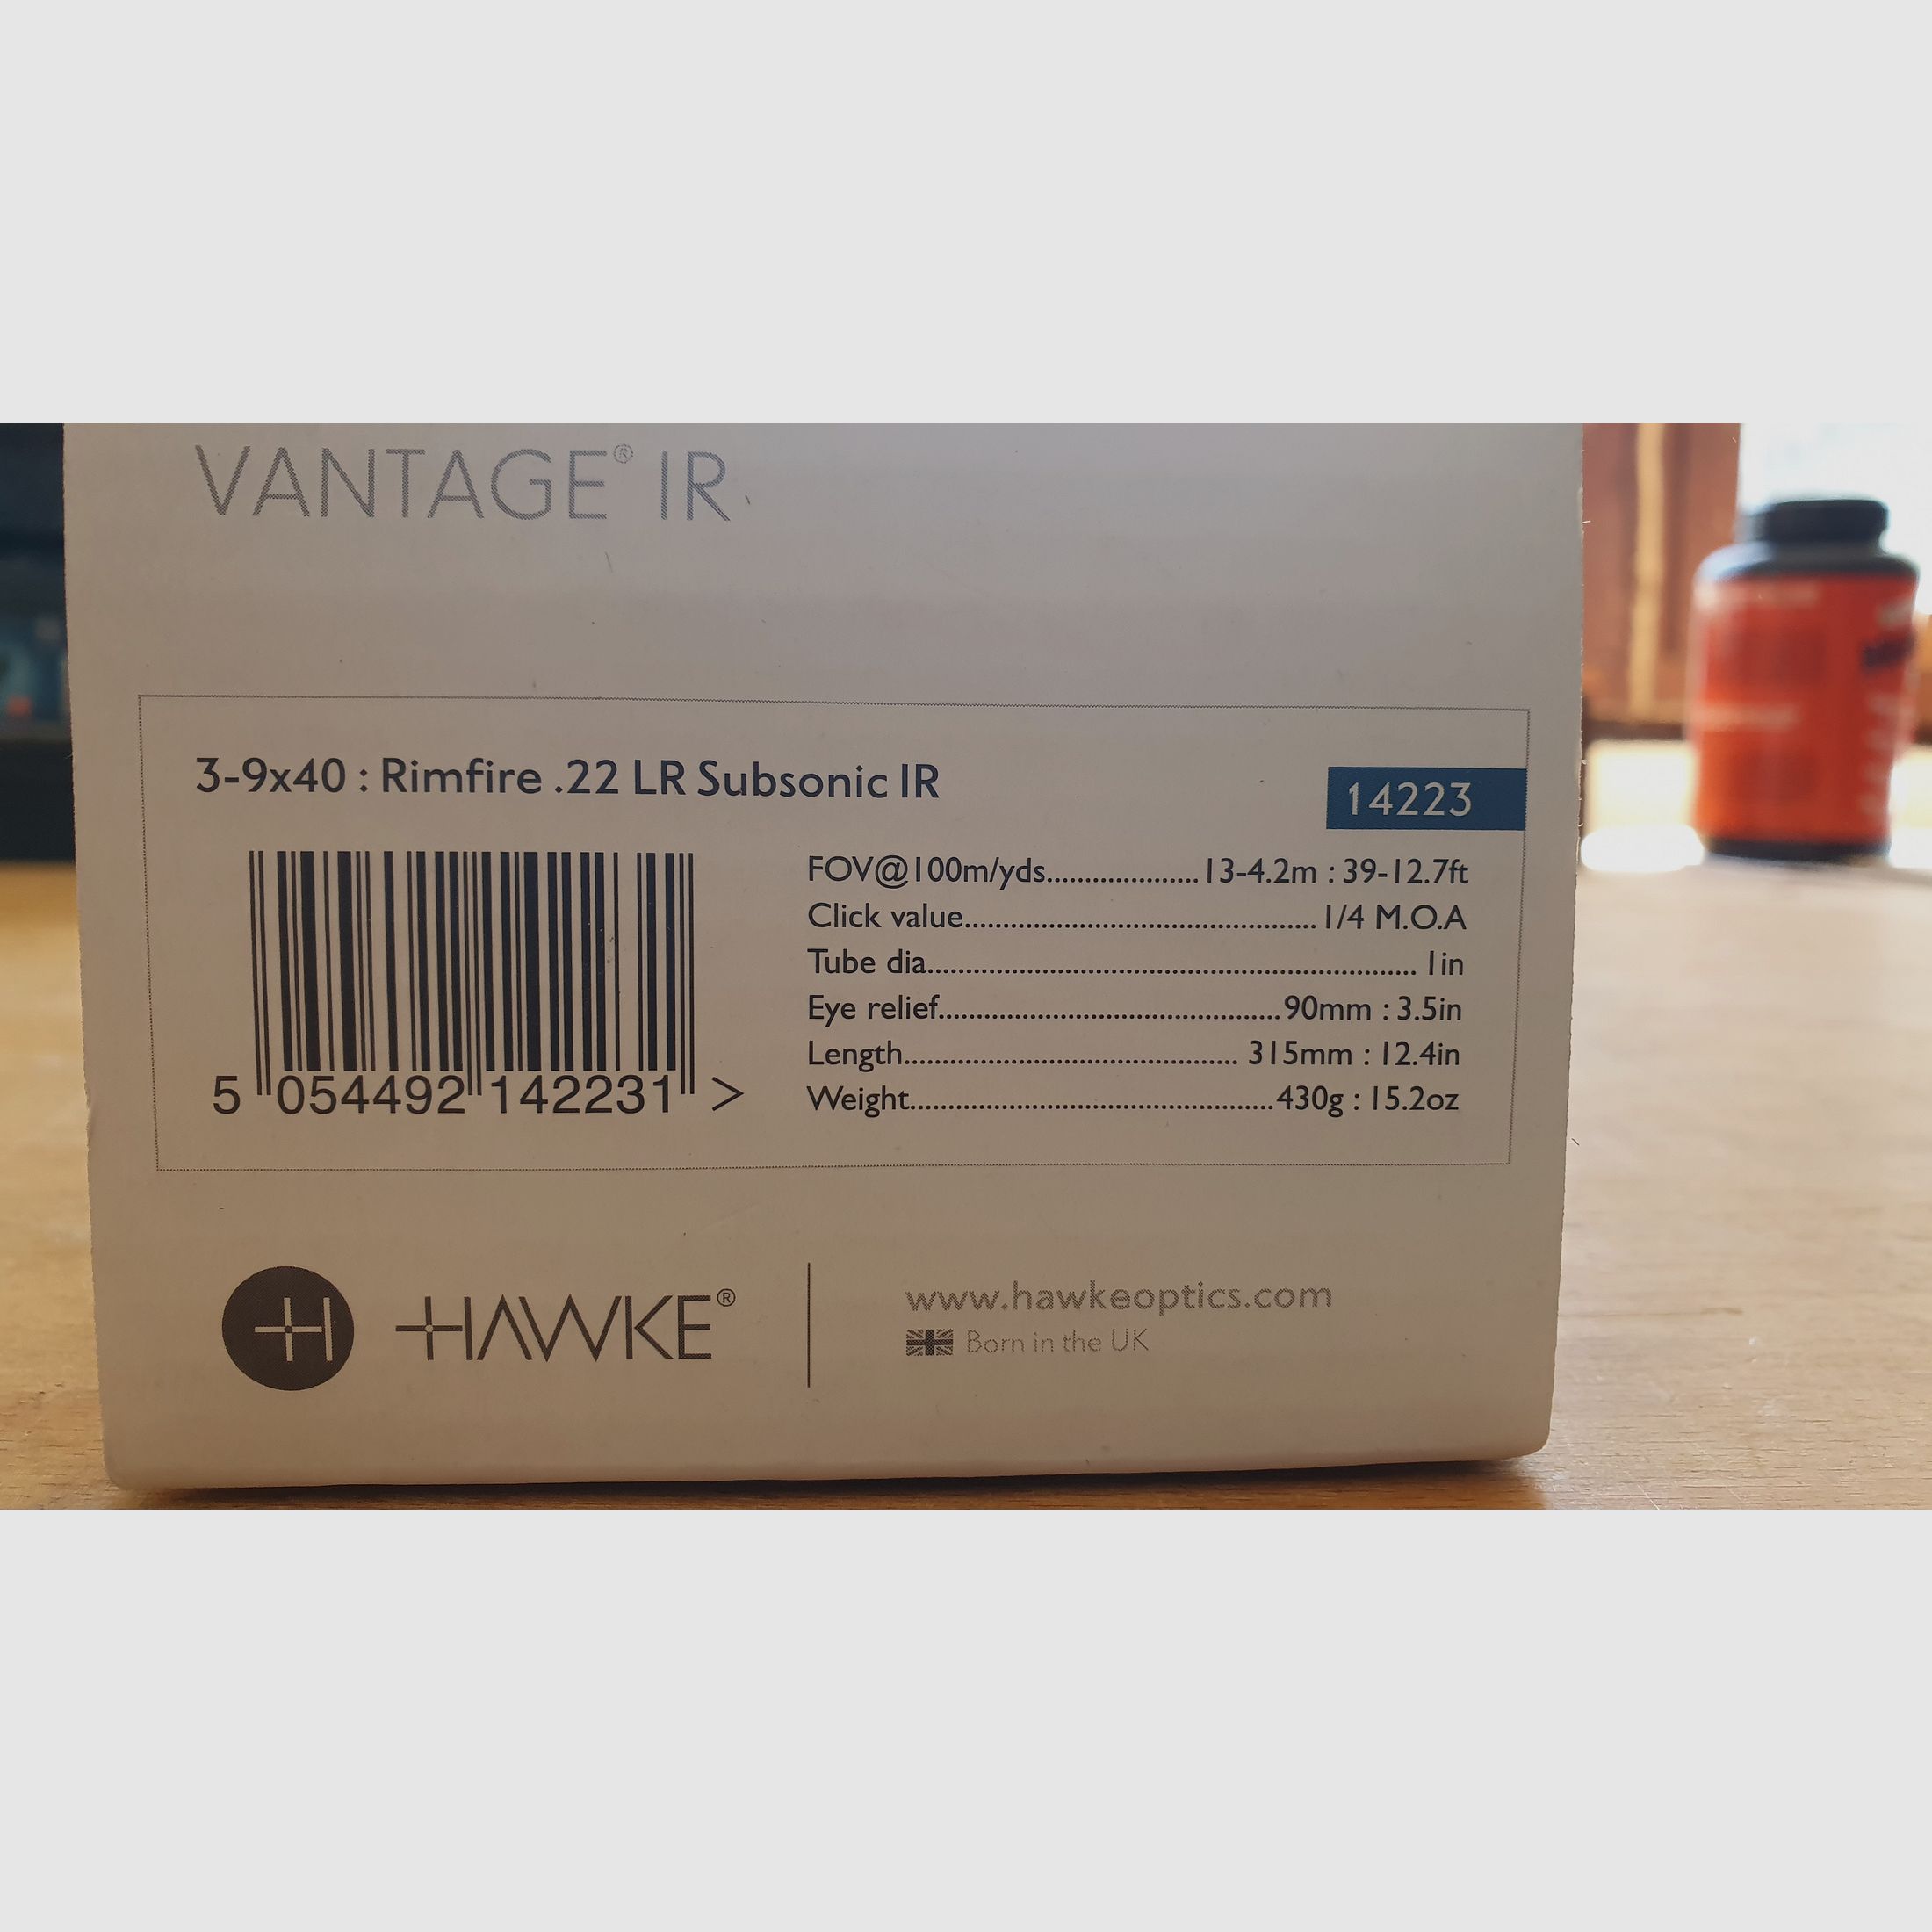 VANTAGE® IR
3-9x40 : Rimfire .22 LR Subsonic IR
14223
FOV@100m/yds...................13-4.2m : 39-12.7ft
Click value............................................1/4 M.O.A
Tube dia............................................................. 1in
Eye relief..........................................90mm : 3.5in
Length.......................................... 315mm : 12.4in
Weight.............................................430g : 15.2oz
5 054492 142231 >
H HAWKE®
www.hawkeoptics.com
Born in the UK